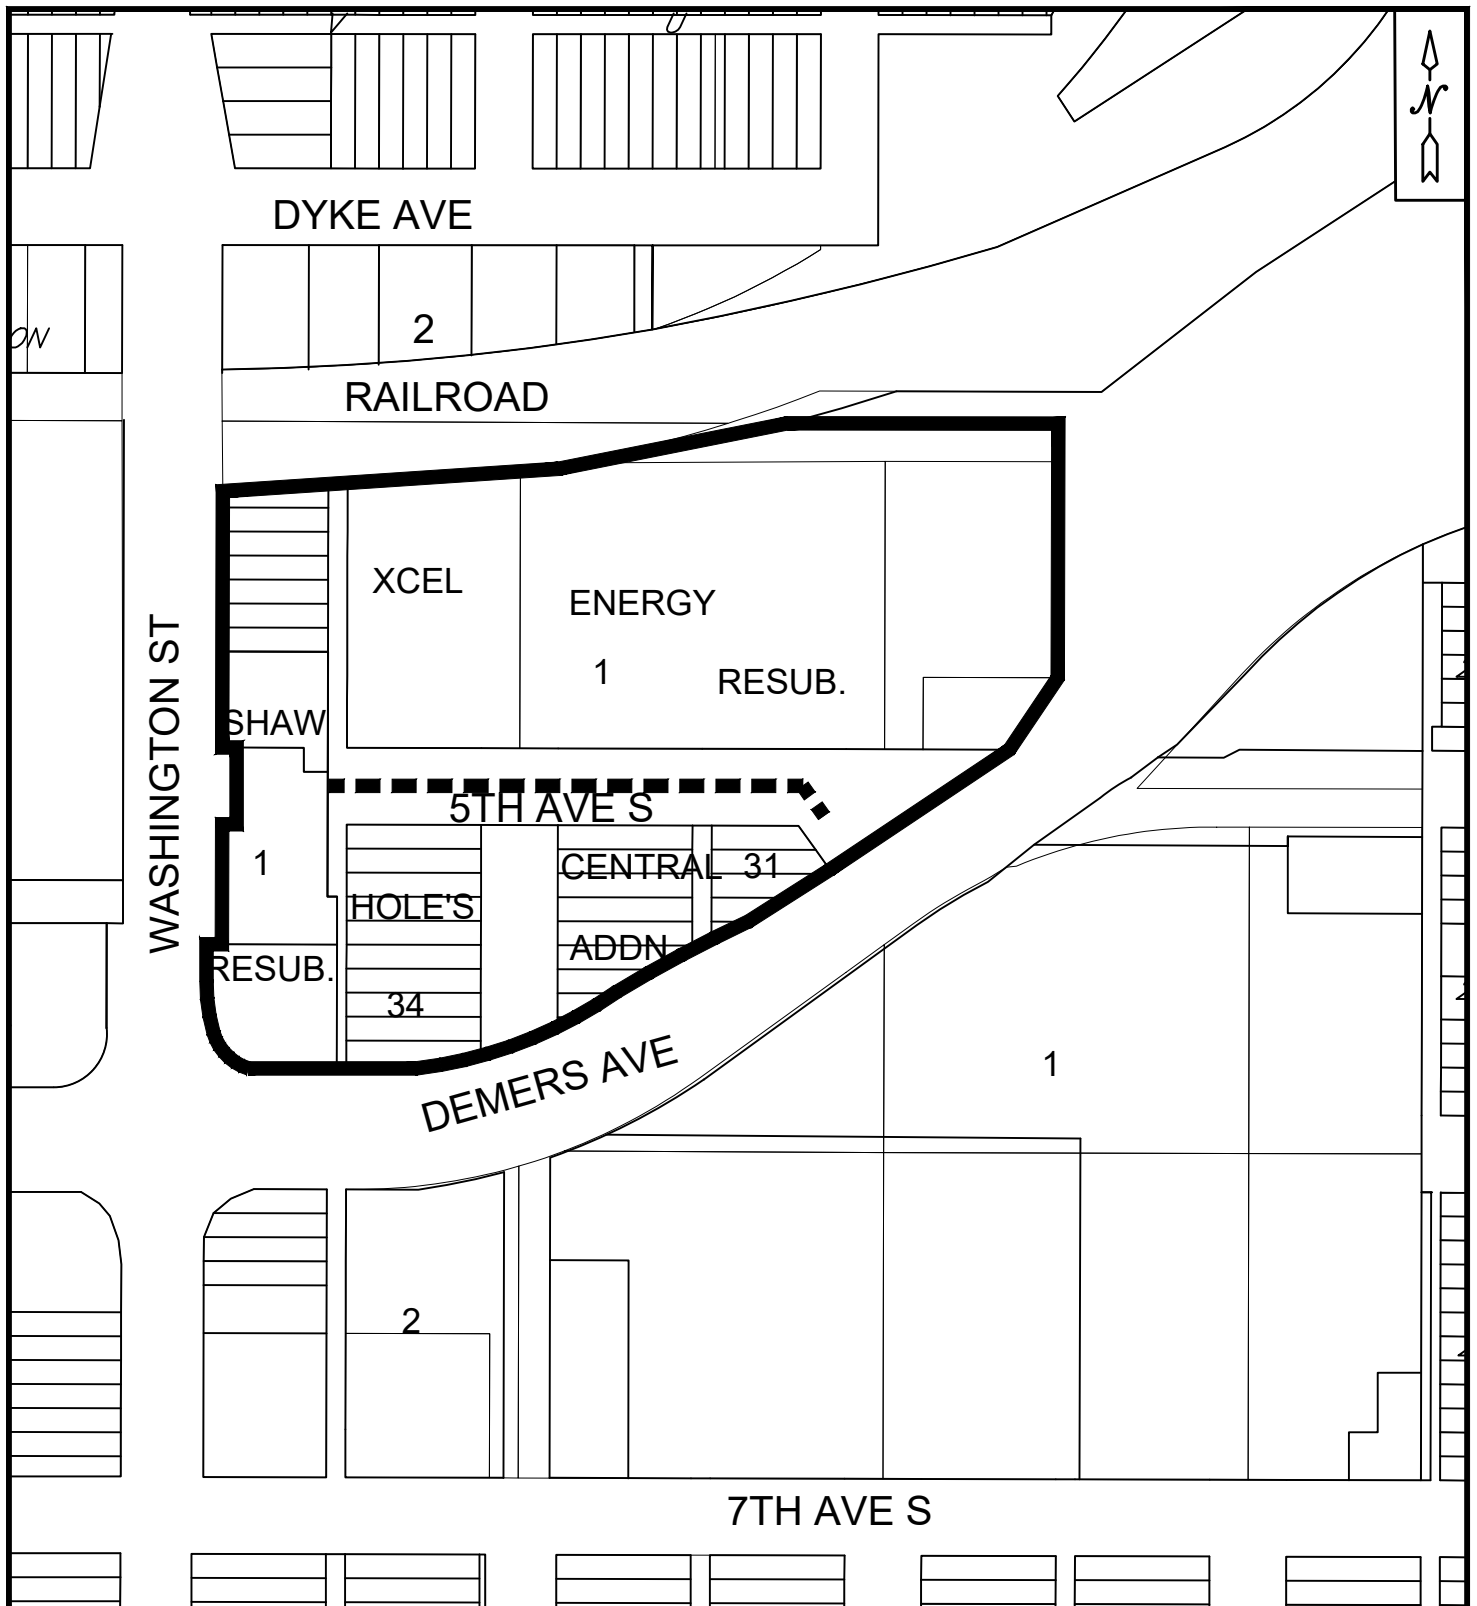 N
DYKE AVE
2
ON
RAILROAD
XCEL
ENERGY
1
RESUB.
SHAW
WASHINGTON ST
5TH AVE S
1
CENTRAL 31
HOLE'S
ADDN
RESUB.
34
DEMERS AVE
1
2
7TH AVE S